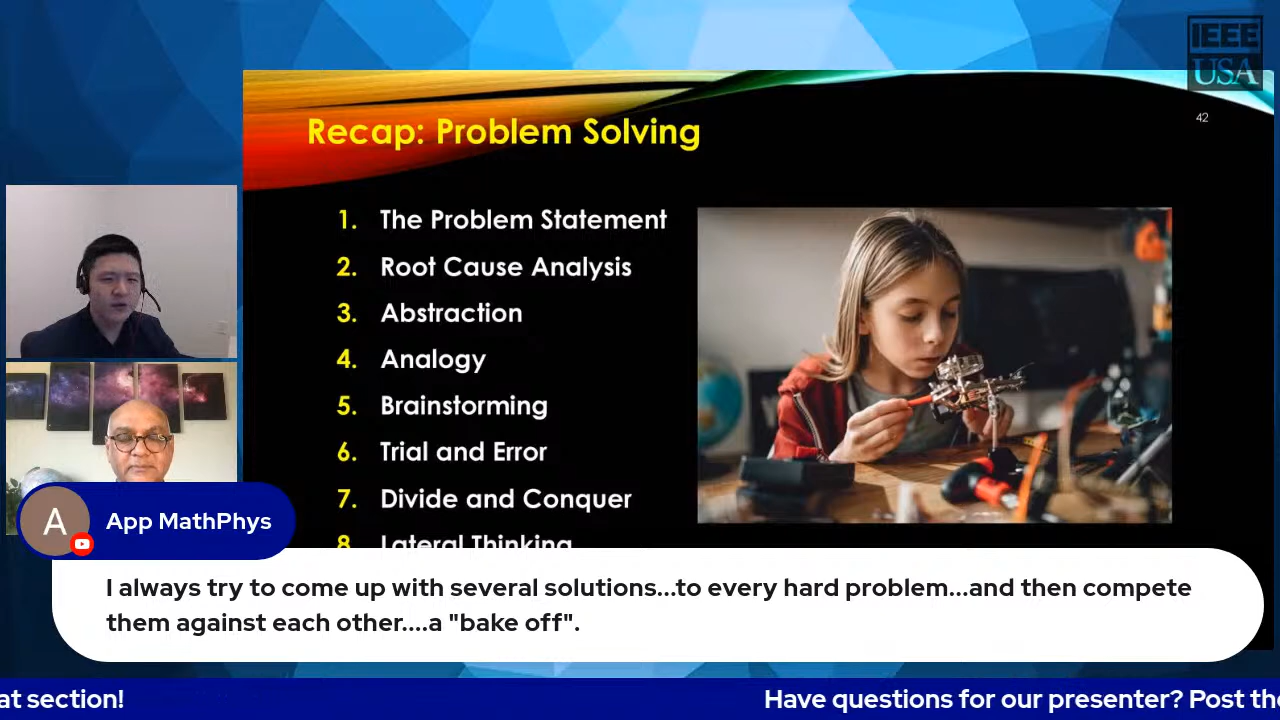 IEEE
USA
42
Recap: Problem Solving
1. The Problem Statement
2. Root Cause Analysis
3. Abstraction
4. Analogy
5. Brainstorming
6. Trial and Error
7. Divide and Conquer
8. Lateral Thinking
A App MathPhys
I always try to come up with several solutions...to every hard problem...and then compete
them against each other....a "bake off".
at section! Have questions for our presenter? Post the